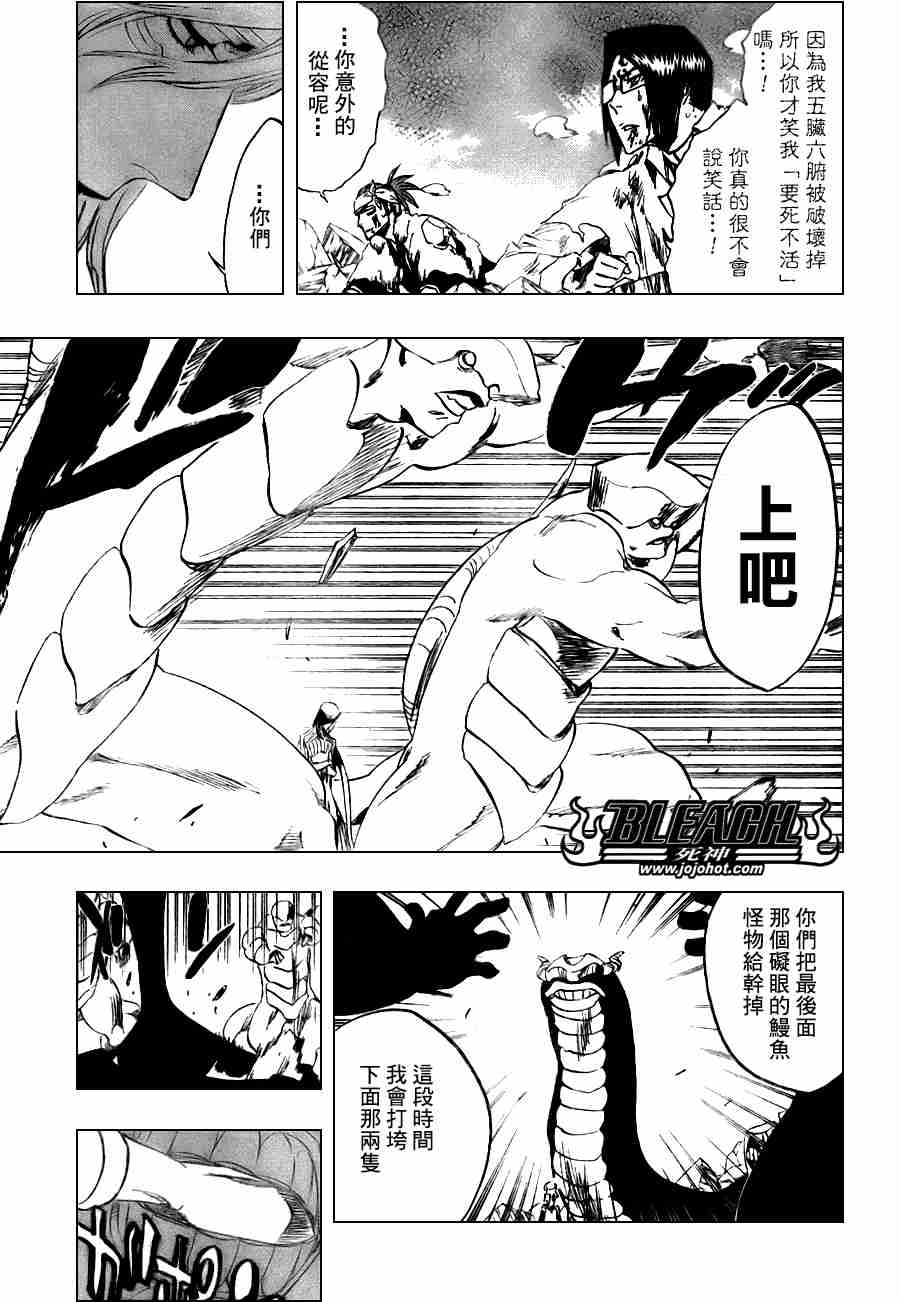 因為我五臟六腑被破壞掉
所以你才笑我「要死不活」
嗎…！
你真的很不會
說笑話…！
…你意外的
從容呢…
…你們
ドドッ
上吧
BLEACH
死神
www.jojohot.com
你們把最後面
那個礙眼的鰻魚
怪物給幹掉
這段時間
我會打垮
下面那兩隻